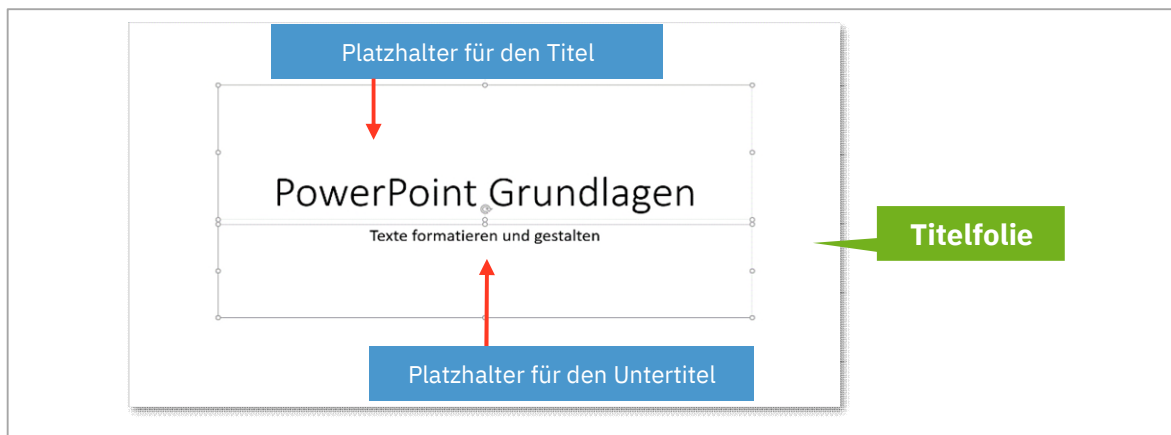 Platzhalter für den Titel
PowerPoint Grundlagen
Texte formatieren und gestalten
Titelfolie
Platzhalter für den Untertitel